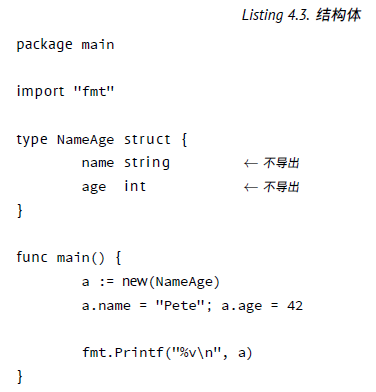 Listing 4.3. 结构体
package main
import "fmt"
type NameAge struct {
name string ← 不导出
age int ← 不导出
}
func main() {
a := new(NameAge)
a.name = "Pete"; a.age = 42
fmt.Printf("%v\n", a)
}